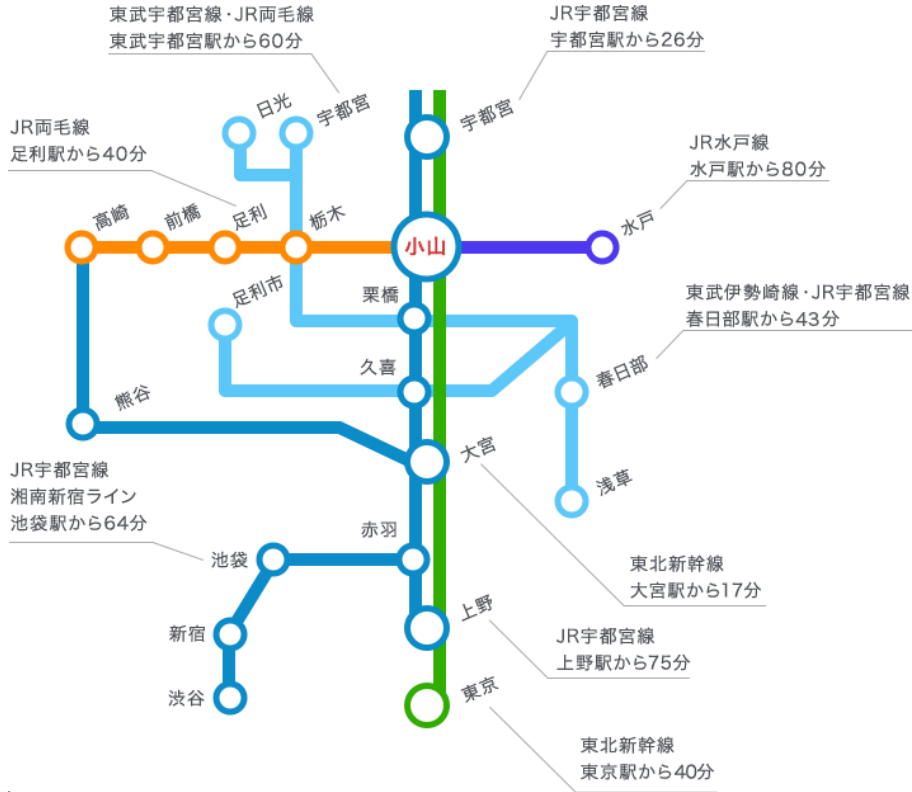 東武宇都宮線・JR両毛線
東武宇都宮駅から60分
JR宇都宮線
宇都宮駅から26分
日光
宇都宮
宇都宮
JR両毛線
足利駅から40分
JR水戸線
水戸駅から80分
高崎
前橋
足利
栃木
小山
水戸
足利市
栗橋
東武伊勢崎線・JR宇都宮線
春日部駅から43分
久喜
春日部
熊谷
大宮
浅草
JR宇都宮線
湘南新宿ライン
池袋駅から64分
赤羽
池袋
東北新幹線
大宮駅から17分
上野
新宿
JR宇都宮線
上野駅から75分
渋谷
東京
東北新幹線
東京駅から40分